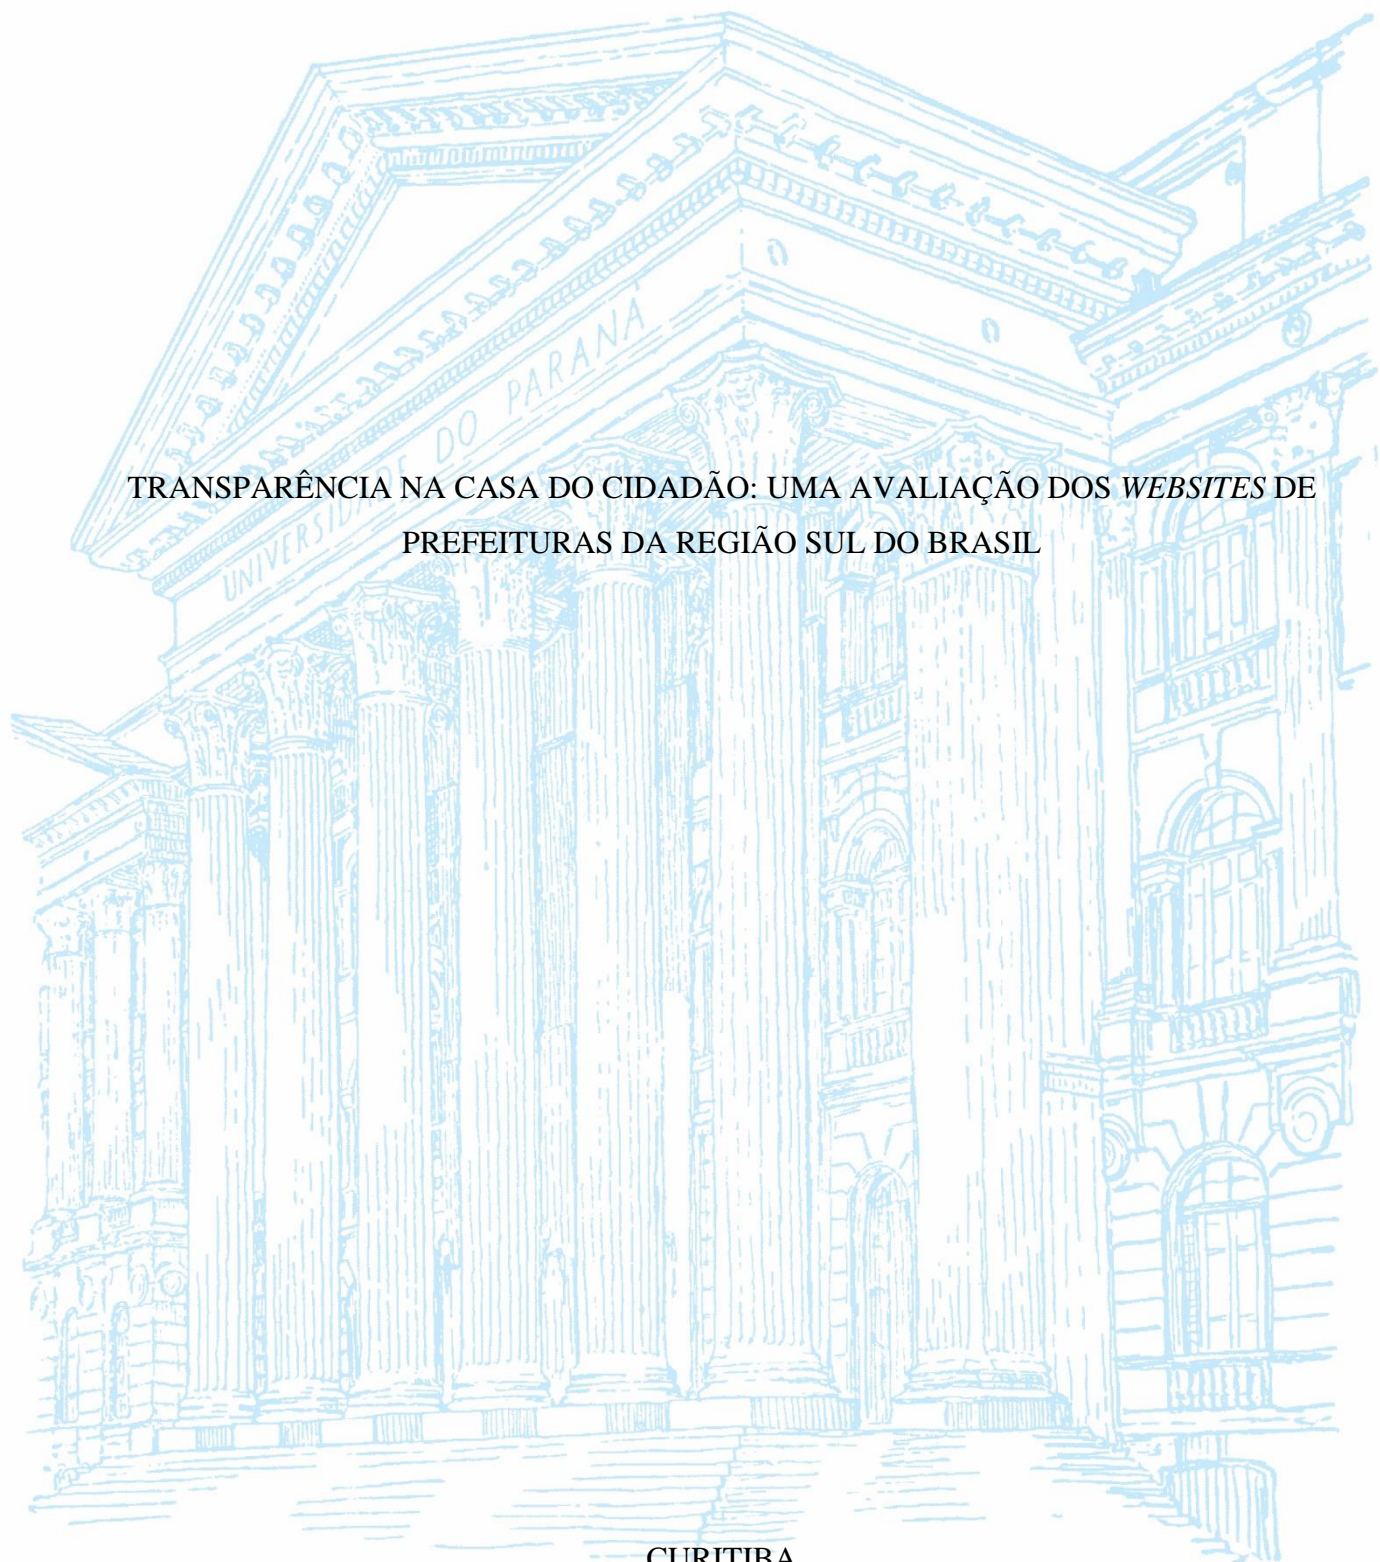 UNIVERSIDADE DO PARANÁ
TRANSPARÊNCIA NA CASA DO CIDADÃO: UMA AVALIAÇÃO DOS WEBSITES DE
PREFEITURAS DA REGIÃO SUL DO BRASIL
CURITIBA